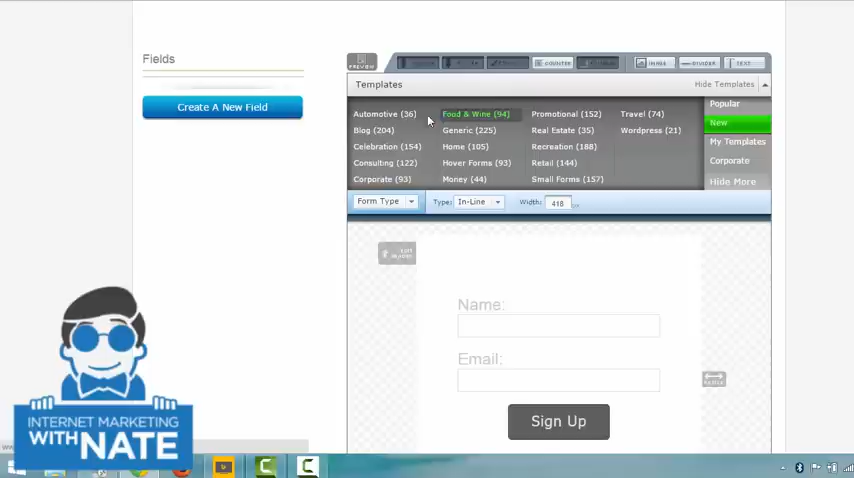 Fields
Create A New Field
PREVIEW
COUNTER
IMAGE
DIVIDER
TEXT
Templates
Hide Templates
Automotive (36)
Food & Wine (94)
Promotional (152)
Travel (74)
Popular
Blog (204)
Generic (225)
Real Estate (35)
Wordpress (21)
New
Celebration (154)
Home (105)
Recreation (188)
My Templates
Consulting (122)
Hover Forms (93)
Retail (144)
Corporate
Corporate (93)
Money (44)
Small Forms (157)
Hide More
Form Type
Type: In-Line
Width: 418
EDIT
HEADER
Name:
Email:
Sign Up
INTERNET MARKETING
WITH
NATE